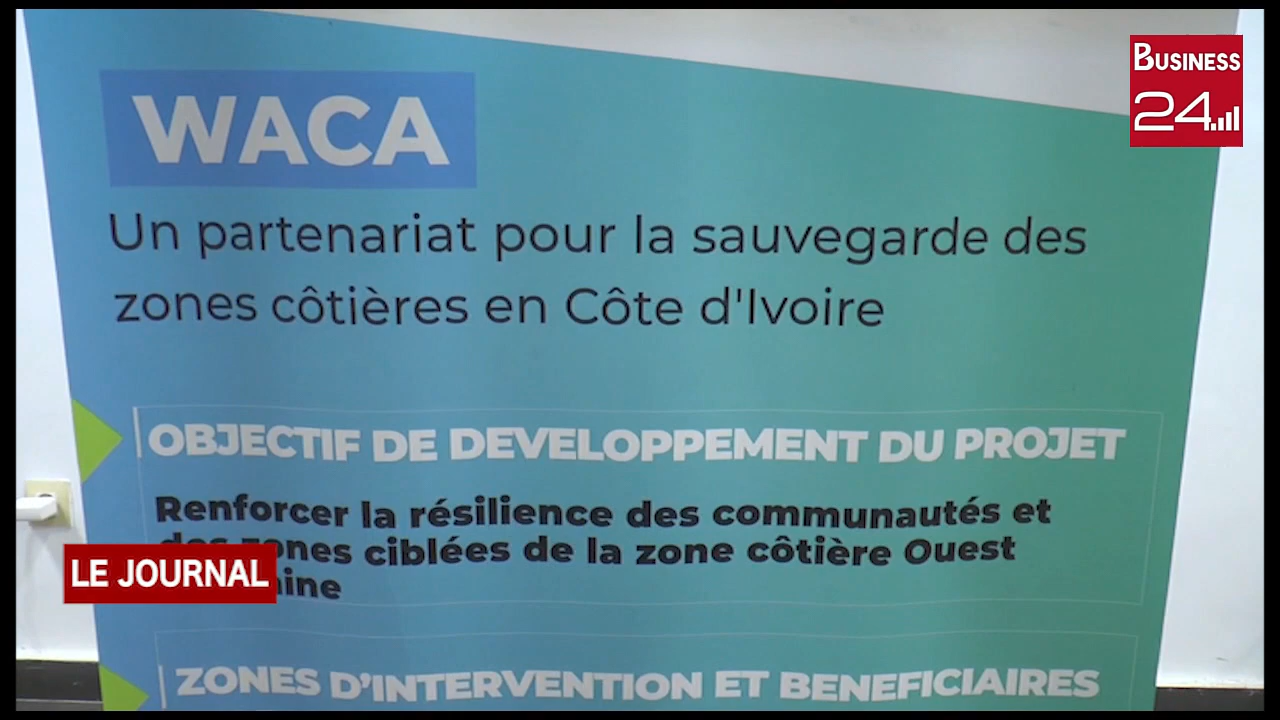 BUSINESS
24
WACA
Un partenariat pour la sauvegarde des
zones côtières en Côte d'Ivoire
OBJECTIF DE DEVELOPPEMENT DU PROJET
Renforcer la résilience des communautés et
ciblées de la zone côtière Ouest
LE JOURNAL
ZONES D'INTERVENTION ET BENEFICIAIRES